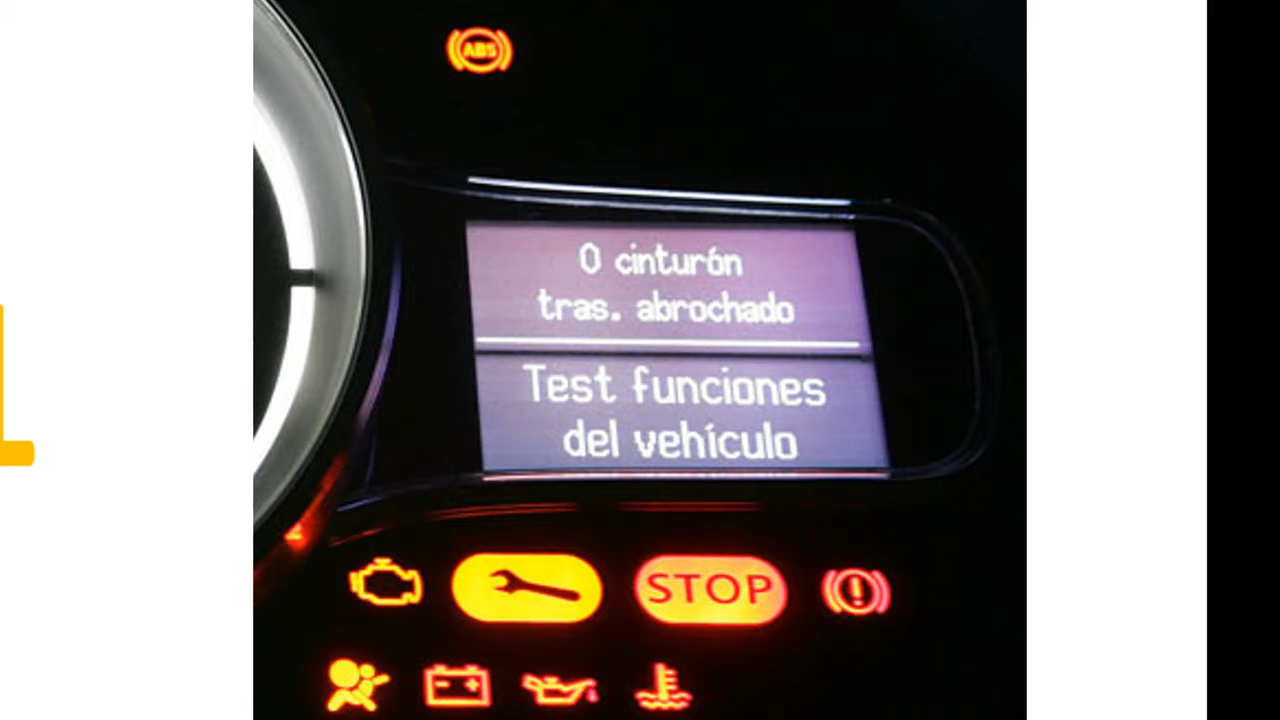 ABS
0 cinturón
tras. abrochado
Test funciones
del vehículo
STOP